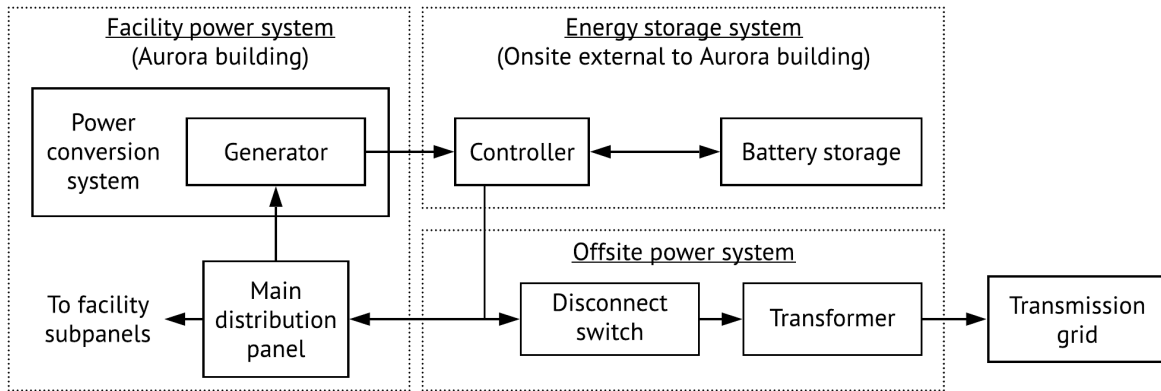 Facility power system
(Aurora building)
Power
conversion
system
Generator
To facility
subpanels
Main
distribution
panel
Energy storage system
(Onsite external to Aurora building)
Controller
Battery storage
Offsite power system
Disconnect
switch
Transformer
Transmission
grid